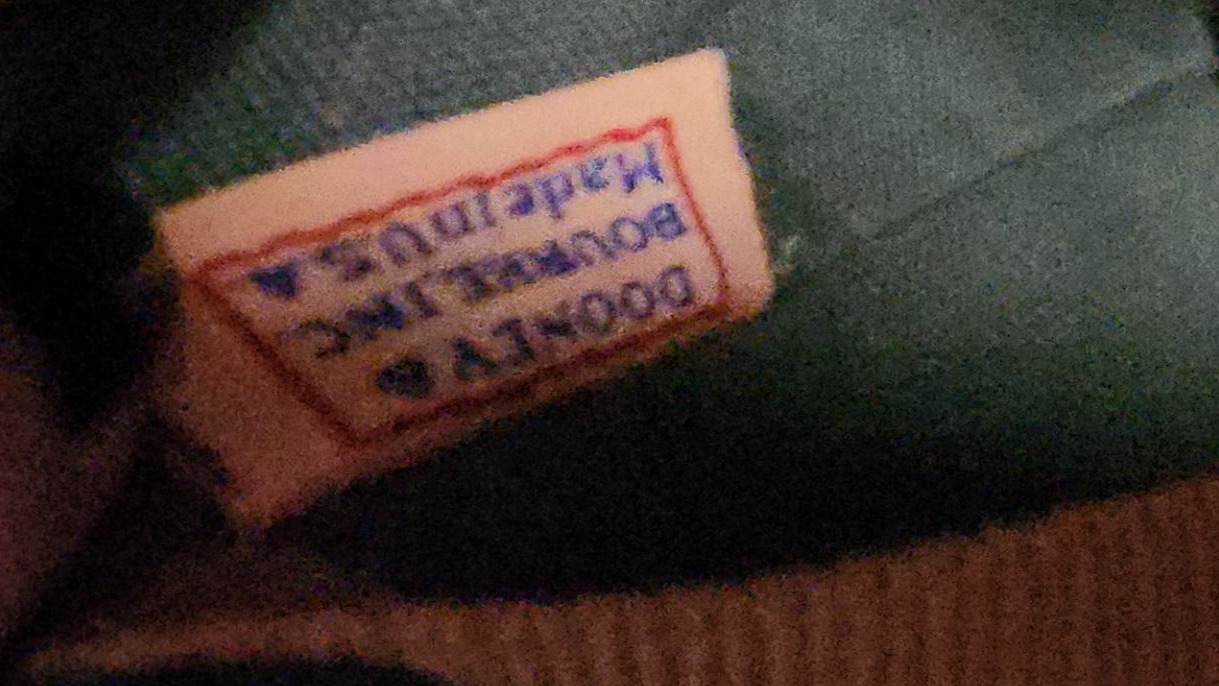 DOONEY &
BOURKE, INC
Made in U.S.A